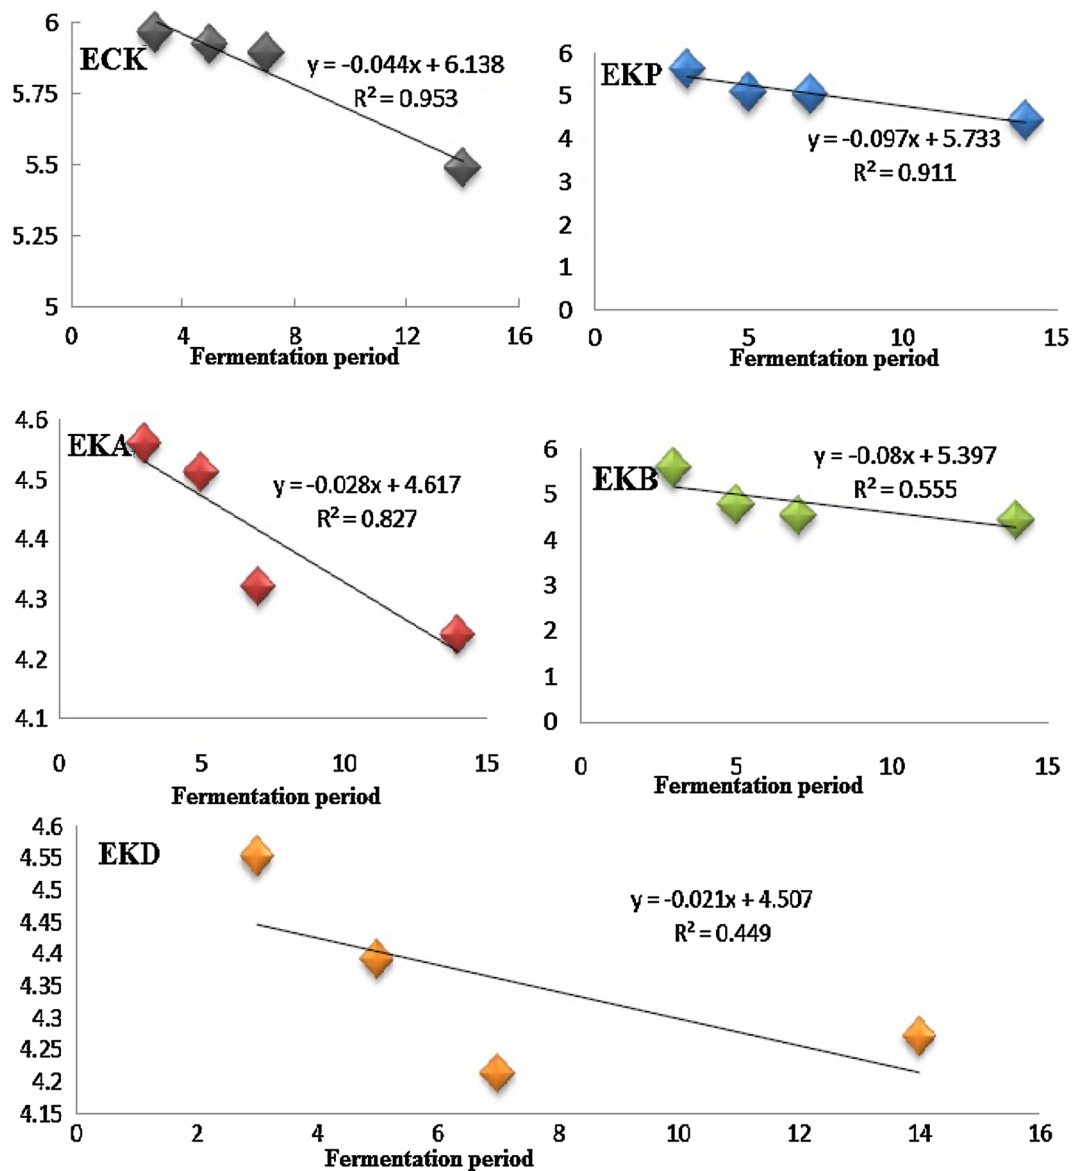 6
5.75
5.5
5.25
5
ECK
y = -0.044x + 6.138
R² = 0.953
0 4 8 12 16
Fermentation period
6
5
4
3
2
1
0
EKP
y = -0.097x + 5.733
R² = 0.911
0 5 10 15
Fermentation period
4.6
4.5
4.4
4.3
4.2
4.1
EKA
y = -0.028x + 4.617
R² = 0.827
0 5 10 15
Fermentation period
6
5
4
3
2
1
0
EKB
y = -0.08x + 5.397
R² = 0.555
0 5 10 15
Fermentation period
4.6
4.55
4.5
4.45
4.4
4.35
4.3
4.25
4.2
4.15
EKD
y = -0.021x + 4.507
R² = 0.449
0 2 4 6 8 10 12 14 16
Fermentation period